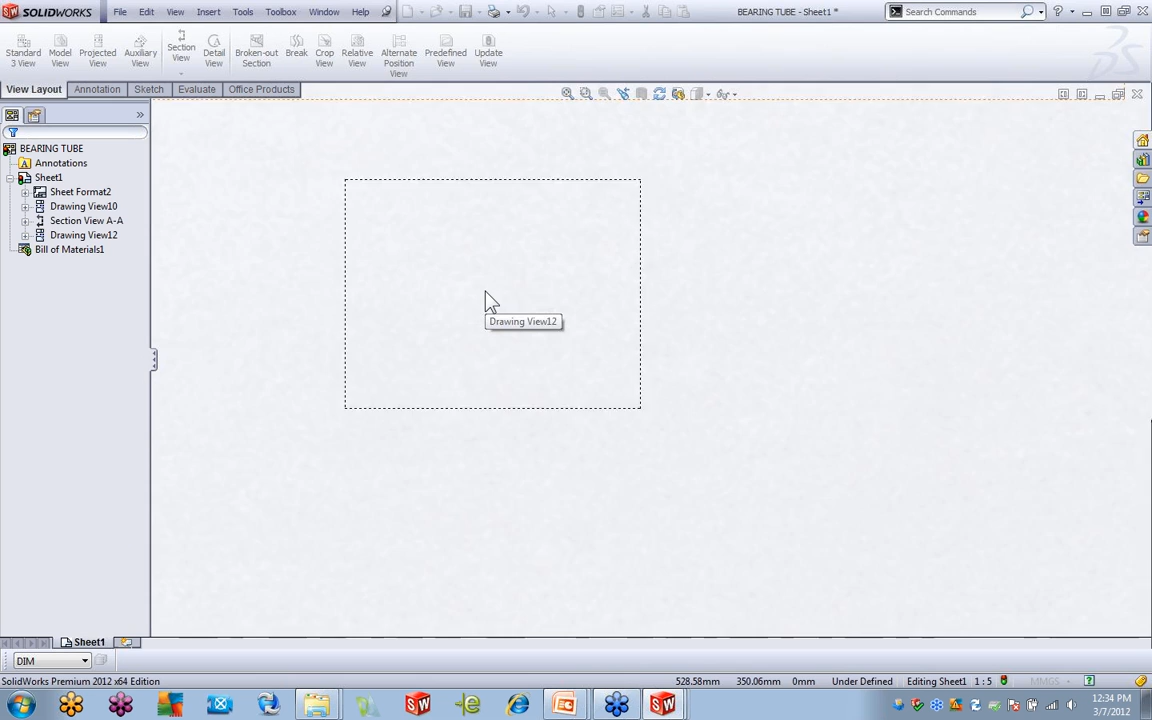 SOLIDWORKS File Edit View Insert Tools Toolbox Window Help BEARING TUBE - Sheet1 * Search Commands
Standard 3 View
Model View
Projected View
Auxiliary View
Section View
Detail View
Broken-out Section
Break
Crop View
Relative View
Alternate Position View
Predefined View
Update View
View Layout Annotation Sketch Evaluate Office Products
BEARING TUBE
Annotations
Sheet1
Sheet Format2
Drawing View10
Section View A-A
Drawing View12
Bill of Materials1
Drawing View12
Sheet1
DIM
SolidWorks Premium 2012 x64 Edition 528.58mm 350.06mm 0mm Under Defined Editing Sheet1 1 : 5 MMGS
12:34 PM
3/7/2012